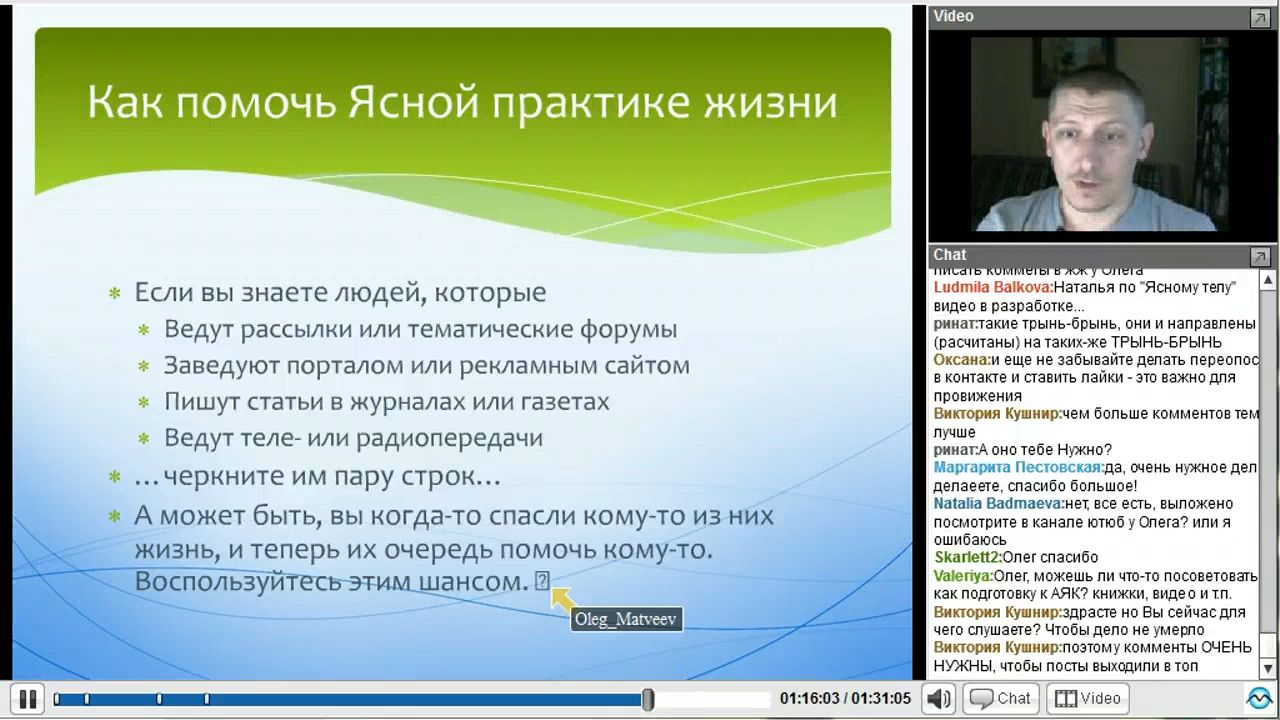 Как помочь Ясной практике жизни
Если вы знаете людей, которые
Ведут рассылки или тематические форумы
Заведуют порталом или рекламным сайтом
Пишут статьи в журналах или газетах
Ведут теле- или радиопередачи
…черкните им пару строк…
А может быть, вы когда-то спасли кому-то из них
жизнь, и теперь их очередь помочь кому-то.
Воспользуйтесь этим шансом.
Oleg_Matveev
Video
Chat
писать комметы в жж у Олега
Ludmila Balkova:Наталья по "Ясному телу"
видео в разработке...
ринат:такие трынь-брынь, они и направлены
(расчитаны) на таких-же ТРЫНЬ-БРЫНЬ
Оксана:и еще не забывайте делать переопос
в контакте и ставить лайки - это важно для
провижения
Виктория Кушнир:чем больше комментов тем
лучше
ринат:А оно тебе Нужно?
Маргарита Пестовская:да, очень нужное дел
делаеете, спасибо большое!
Natalia Badmaeva:нет, все есть, выложено
посмотрите в канале ютюб у Олега? или я
ошибаюсь
Skarlett2:Олег спасибо
Valeriya:Олег, можешь ли что-то посоветовать
как подготовку к АЯК? книжки, видео и т.п.
Виктория Кушнир:здрасте но Вы сейчас для
чего слушаете? Чтобы дело не умерло
Виктория Кушнир:поэтому комменты ОЧЕНЬ
НУЖНЫ, чтобы посты выходили в топ
01:16:03 / 01:31:05
Chat
Video